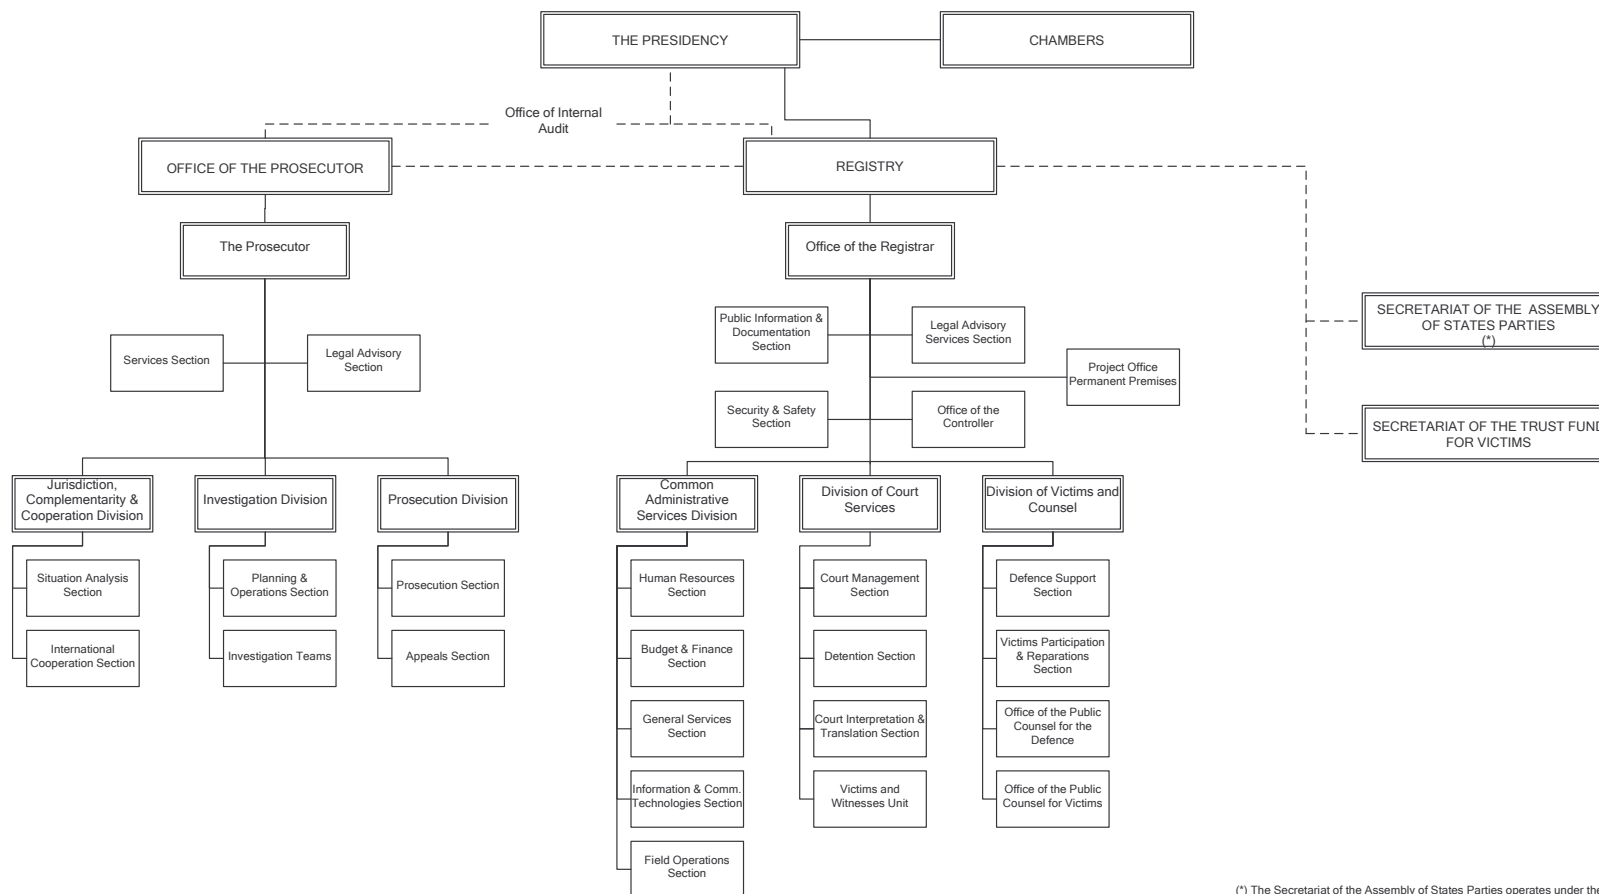 THE PRESIDENCY
CHAMBERS
Office of Internal
Audit
OFFICE OF THE PROSECUTOR
REGISTRY
The Prosecutor
Office of the Registrar
Public Information &
Documentation
Section
Legal Advisory
Services Section
SECRETARIAT OF THE ASSEMBLY
OF STATES PARTIES
(*)
Services Section
Legal Advisory
Section
Project Office
Permanent Premises
Security & Safety
Section
Office of the
Controller
SECRETARIAT OF THE TRUST FUND
FOR VICTIMS
Jurisdiction,
Complementarity &
Cooperation Division
Investigation Division
Prosecution Division
Common
Administrative
Services Division
Division of Court
Services
Division of Victims and
Counsel
Situation Analysis
Section
Planning &
Operations Section
Prosecution Section
Human Resources
Section
Court Management
Section
Defence Support
Section
International
Cooperation Section
Investigation Teams
Appeals Section
Budget & Finance
Section
Detention Section
Victims Participation
& Reparations
Section
General Services
Section
Court Interpretation &
Translation Section
Office of the Public
Counsel for the
Defence
Information & Comm.
Technologies Section
Victims and
Witnesses Unit
Office of the Public
Counsel for Victims
Field Operations
Section
(*) The Secretariat of the Assembly of States Parties operates under the